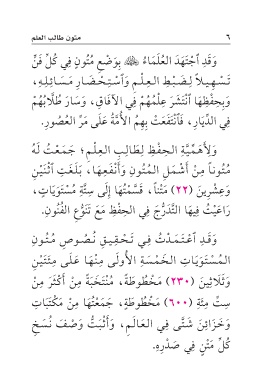 ٦ متون طالب العلم
وَقَدِ ٱجْتَهَدَ العُلَمَاءُ ﷭ بِوَضْعِ مُتُونٍ فِي كُلِّ فَنٍّ
تَسْهِيلاً لِضَبْطِ العِلْمِ وَٱسْتِحْضَارِ مَسَائِلِهِ،
وَبِحِفْظِهَا ٱنْتَشَرَ عِلْمُهُمْ فِي الآفَاقِ، وَسَارَ طُلَّابُهُمْ
فِي الدِّيَارِ، فَٱنْتَفَعَتْ بِهِمُ الأُمَّةُ عَلَى مَرِّ العُصُورِ.
وَلِأَهَمِّيَّةِ الحِفْظِ لِطَالِبِ العِلْمِ؛ جَمَعْتُ لَهُ
مُتُوناً مِنْ أَشْمَلِ المُتُونِ وَأَنْفَعِهَا، بَلَغَتِ ٱثْنَيْنِ
وَعِشْرِينَ (٢٢) مَتْناً، قَسَّمْتُهَا إِلَى سِتَّةِ مُسْتَوَيَاتٍ،
رَاعَيْتُ فِيهَا التَّدَرُّجَ فِي الحِفْظِ مَعَ تَنَوُّعِ الفُنُونِ.
وَقَدِ ٱعْتَمَدْتُ فِي تَحْقِيقِ نُصُوصِ مُتُونِ
المُسْتَوَيَاتِ الخَمْسَةِ الأُولَى مِنْهَا عَلَى مِئَتَيْنِ
وَثَلَاثِينَ (٢٣٠) مَخْطُوطَةً، مُنْتَخَبَةً مِنْ أَكْثَرَ مِنْ
سِتِّ مِئَةِ (٦٠٠) مَخْطُوطَةٍ، جَمَعْتُهَا مِنْ مَكْتَبَاتٍ
وَخَزَائِنَ شَتَّى فِي العَالَمِ، وَأَثْبَتُّ وَصْفَ نُسَخِ
كُلِّ مَتْنٍ فِي صَدْرِهِ.